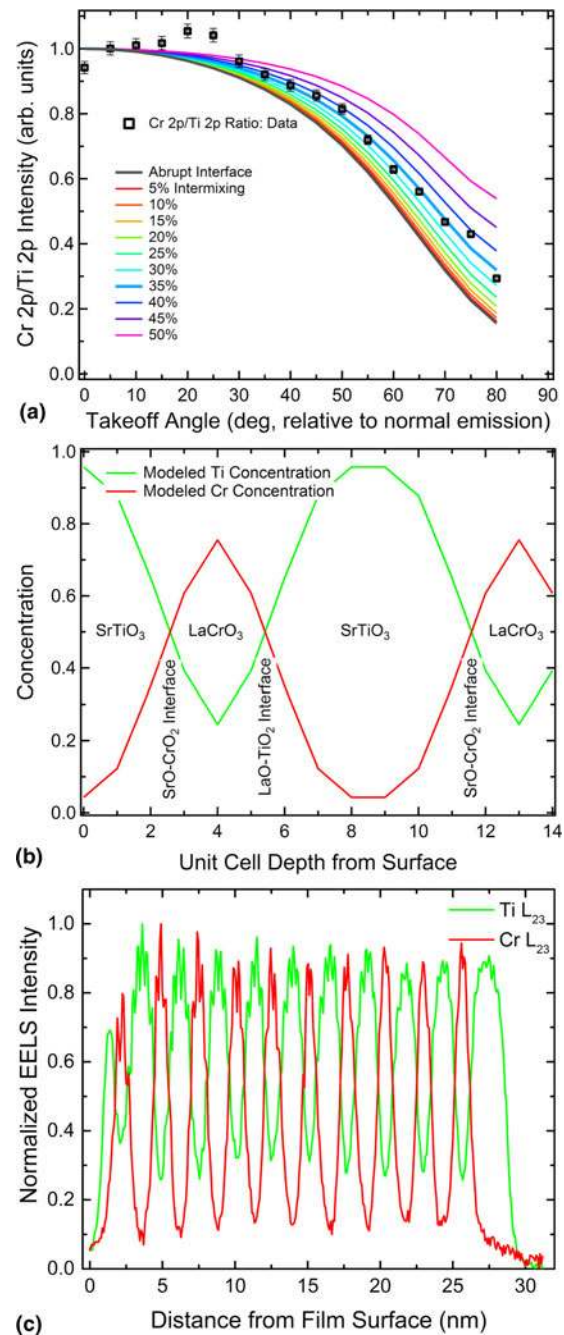 1.0
0.8
0.6
0.4
0.2
0.0
Cr 2p/Ti 2p Intensity (arb. units)
Cr 2p/Ti 2p Ratio: Data
Abrupt Interface
5% Intermixing
10%
15%
20%
25%
30%
35%
40%
45%
50%
0 10 20 30 40 50 60 70 80 90
(a) Takeoff Angle (deg, relative to normal emission)
1.0
0.8
0.6
0.4
0.2
0.0
Concentration
Modeled Ti Concentration
Modeled Cr Concentration
SrTiO3 LaCrO3 SrTiO3 LaCrO3
SrO-CrO2 Interface
LaO-TiO2 Interface
SrO-CrO2 Interface
0 2 4 6 8 10 12 14
(b) Unit Cell Depth from Surface
1.0
0.8
0.6
0.4
0.2
0.0
Normalized EELS Intensity
Ti L23
Cr L23
0 5 10 15 20 25 30
(c) Distance from Film Surface (nm)